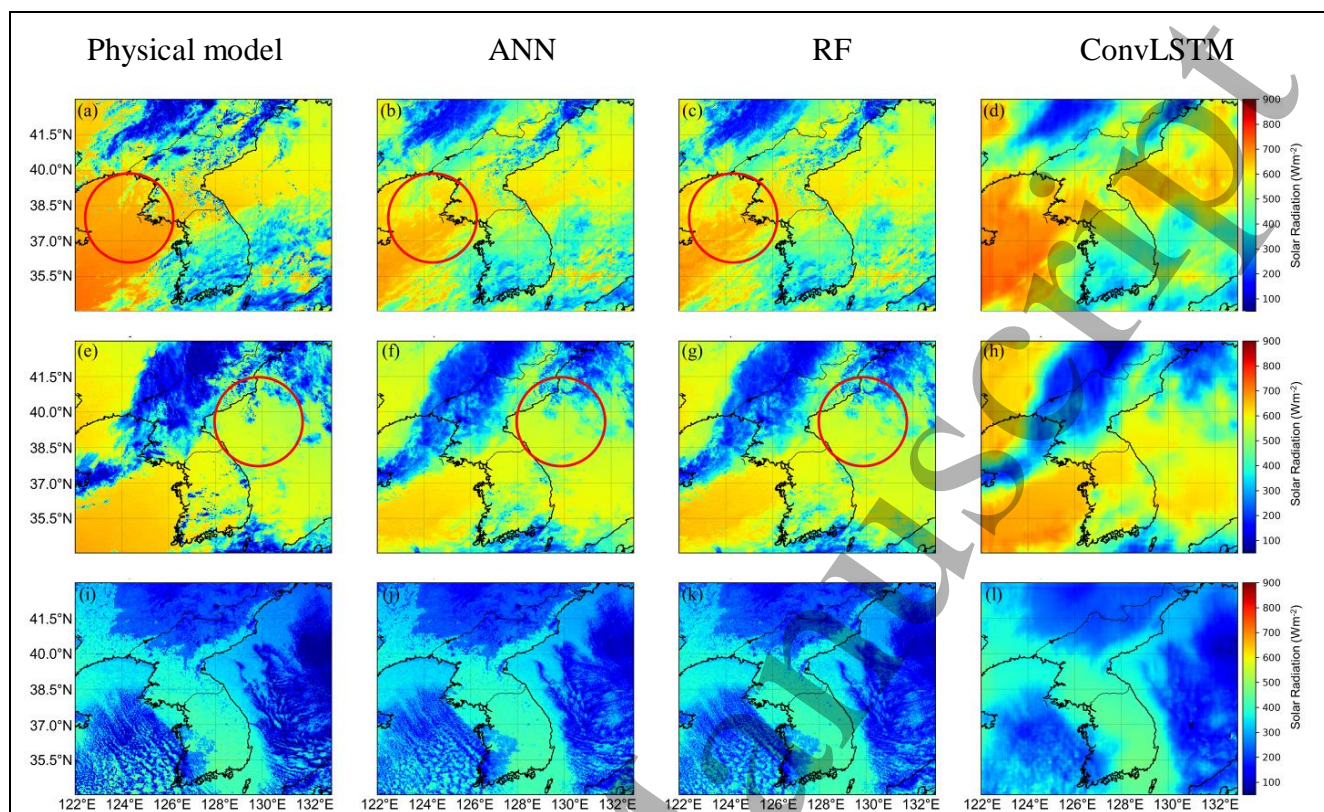 Physical model ANN RF ConvLSTM
(a) (b) (c) (d)
41.5°N
40.0°N
38.5°N
37.0°N
35.5°N
900
800
700
600
500
400
300
200
100
Solar Radiation (Wm⁻²)
(e) (f) (g) (h)
41.5°N
40.0°N
38.5°N
37.0°N
35.5°N
900
800
700
600
500
400
300
200
100
Solar Radiation (Wm⁻²)
(i) (j) (k) (l)
41.5°N
40.0°N
38.5°N
37.0°N
35.5°N
900
800
700
600
500
400
300
200
100
Solar Radiation (Wm⁻²)
122°E 124°E 126°E 128°E 130°E 132°E 122°E 124°E 126°E 128°E 130°E 132°E 122°E 124°E 126°E 128°E 130°E 132°E 122°E 124°E 126°E 128°E 130°E 132°E
anuscript